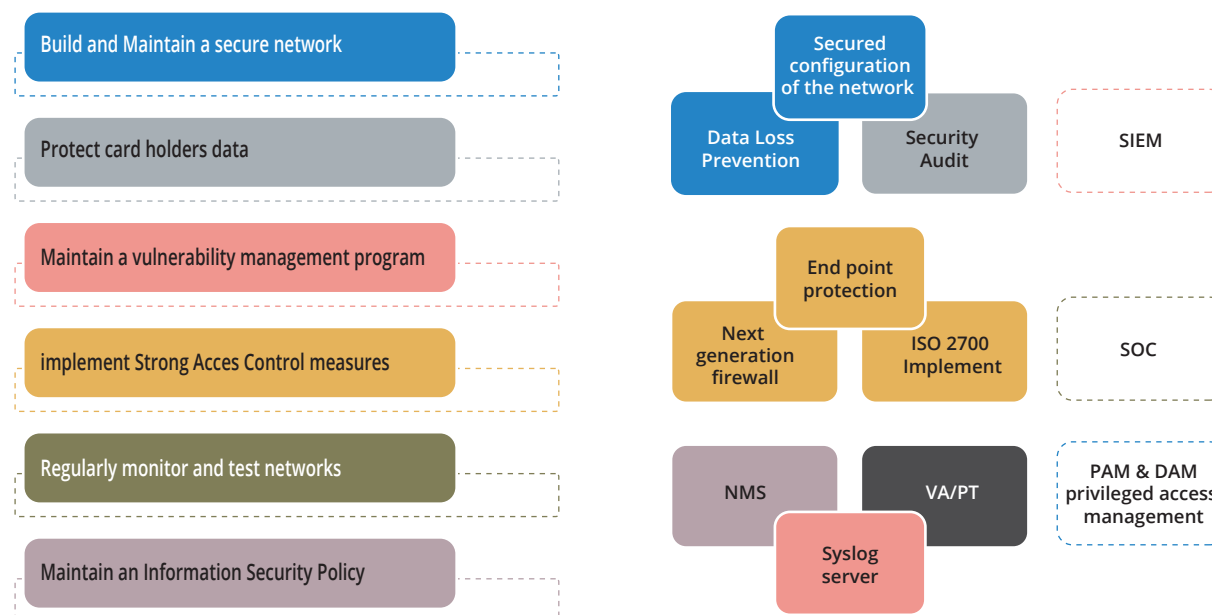 Build and Maintain a secure network
Protect card holders data
Maintain a vulnerability management program
implement Strong Acces Control measures
Regularly monitor and test networks
Maintain an Information Security Policy
Secured
configuration
of the network
Data Loss
Prevention
Security
Audit
SIEM
End point
protection
Next
generation
firewall
ISO 2700
Implement
SOC
NMS
VA/PT
Syslog
server
PAM & DAM
privileged access
management